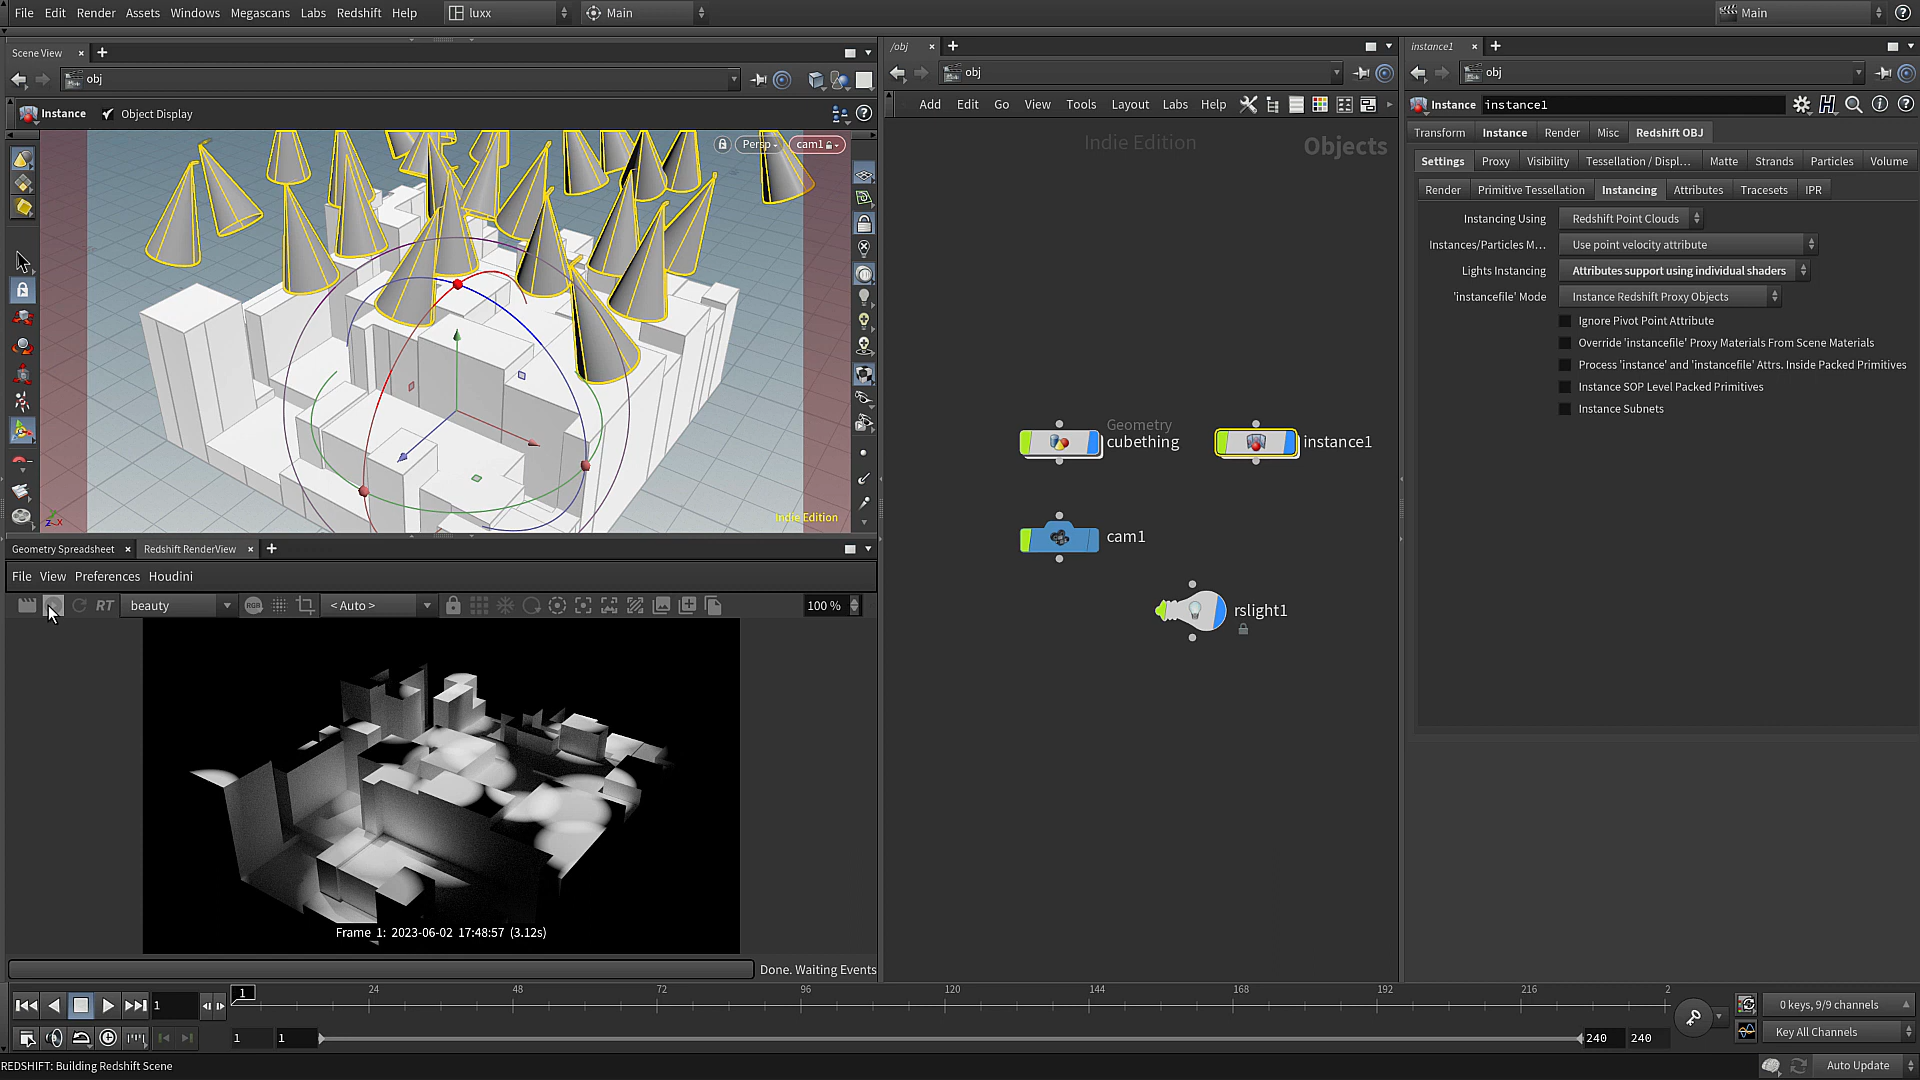 File Edit Render Assets Windows Megascans Labs Redshift Help luxx Main Main
Scene View
obj
Instance Object Display
Persp cam1
Indie Edition
Geometry Spreadsheet Redshift RenderView
File View Preferences Houdini
RT beauty RGB < Auto > 100 %
Frame 1: 2023-06-02 17:48:57 (3.12s)
Done. Waiting Events
/obj
obj
Add Edit Go View Tools Layout Labs Help
Indie Edition Objects
Geometry
cubething
instance1
cam1
rslight1
instance1
obj
Instance instance1
Transform Instance Render Misc Redshift OBJ
Settings Proxy Visibility Tessellation / Displ... Matte Strands Particles Volume
Render Primitive Tessellation Instancing Attributes Tracesets IPR
Instancing Using Redshift Point Clouds
Instances/Particles M... Use point velocity attribute
Lights Instancing Attributes support using individual shaders
'instancefile' Mode Instance Redshift Proxy Objects
Ignore Pivot Point Attribute
Override 'instancefile' Proxy Materials From Scene Materials
Process 'instance' and 'instancefile' Attrs. Inside Packed Primitives
Instance SOP Level Packed Primitives
Instance Subnets
1 1 24 48 72 96 120 144 168 192 216 2
0 keys, 9/9 channels
1 1 240 240 Key All Channels
REDSHIFT: Building Redshift Scene Auto Update